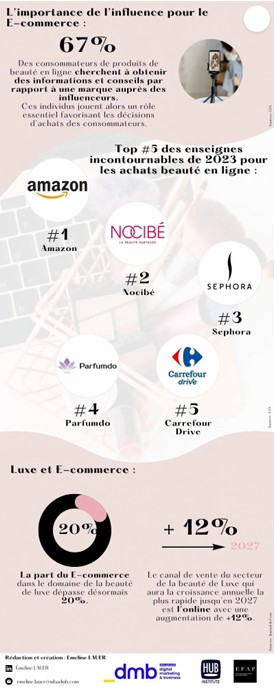 L'importance de l'influence pour le
E-commerce :
67%
Des consommateurs de produits de
beauté en ligne cherchent à obtenir
des informations et conseils par
rapport à une marque auprès des
influenceurs.
Ces individus jouent alors un rôle
essentiel favorisant les décisions
d'achats des consommateurs.
Top #5 des enseignes
incontournables de 2023 pour
les achats beauté en ligne :
amazon
#1
Amazon
NOCIBÉ
LA BEAUTÉ PARTAGÉE
#2
Nocibé
SEPHORA
#3
Sephora
Parfumdo
#4
Parfumdo
Carrefour
drive
#5
Carrefour
Drive
Luxe et E-commerce :
20%
La part du E-commerce
dans le domaine de la beauté
de luxe dépasse désormais
20%.
+ 12%
2027
Le canal de vente du secteur
de la beauté de Luxe qui
aura la croissance annuelle la
plus rapide jusqu'en 2027
est l'online avec une
augmentation de +12%.
Rédaction et création : Emeline LAUER
Emeline LAUER
dmb
digital
marketing
& business
HUB
INSTITUTE
EFAP